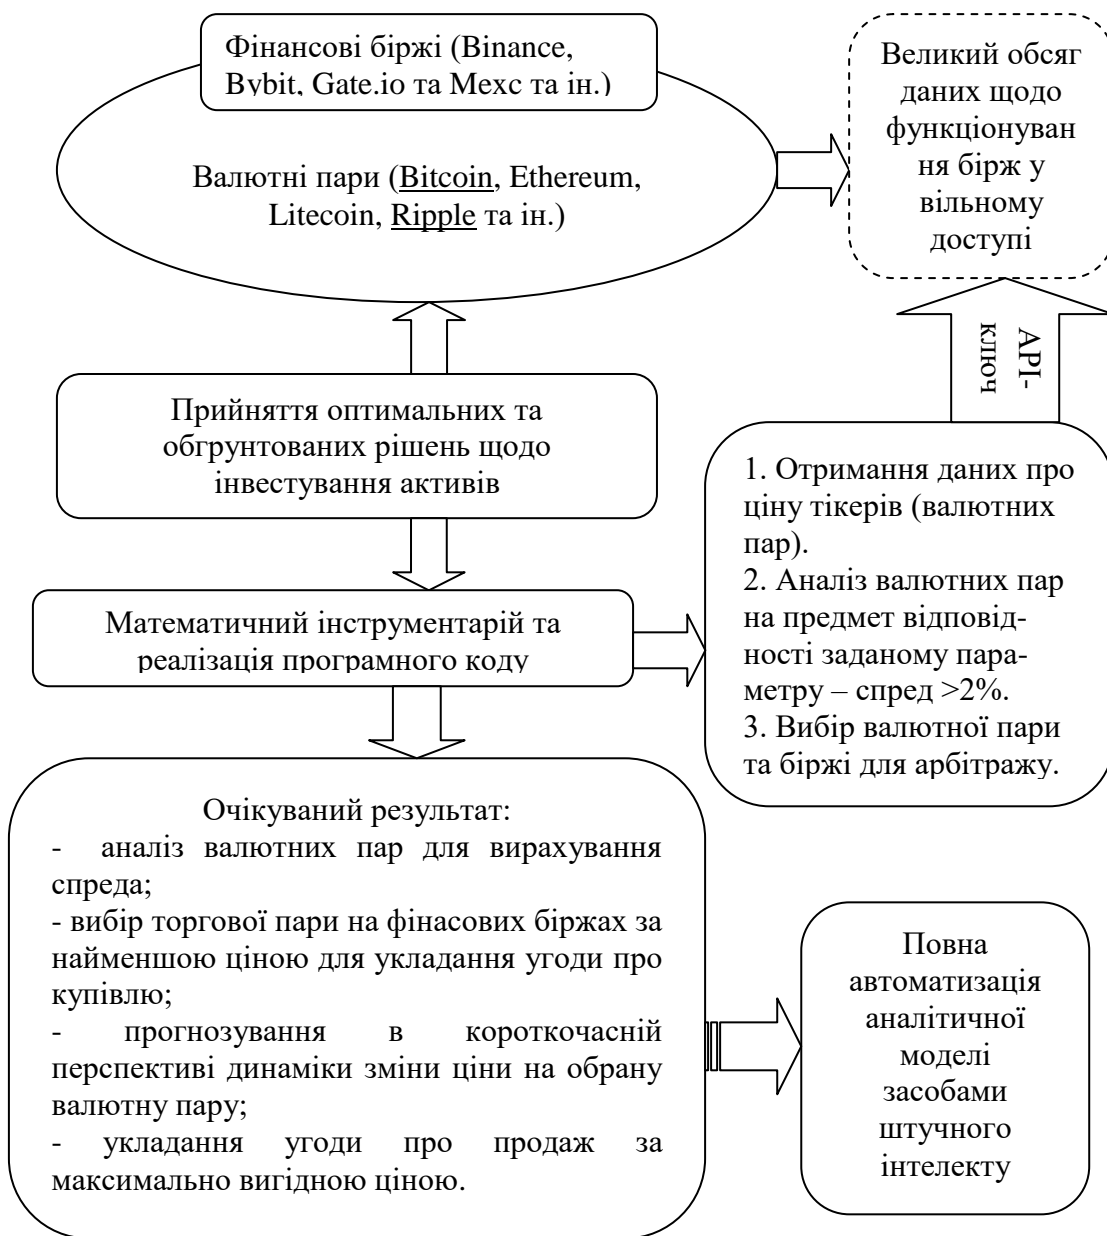 Фінансові біржі (Binance,
Bybit, Gate.io та Mexc та ін.)
Валютні пари (Bitcoin, Ethereum,
Litecoin, Ripple та ін.)
Великий обсяг
даних щодо
функціонуван
ня бірж у
вільному
доступі
API-
ключ
Прийняття оптимальних та
обгрунтованих рішень щодо
інвестування активів
Математичний інструментарій та
реалізація програмного коду
1. Отримання даних про
ціну тікерів (валютних
пар).
2. Аналіз валютних пар
на предмет відповід-
ності заданому пара-
метру – спред >2%.
3. Вибір валютної пари
та біржі для арбітражу.
Очікуваний результат:
- аналіз валютних пар для вирахування
спреда;
- вибір торгової пари на фінасових біржах за
найменшою ціною для укладання угоди про
купівлю;
- прогнозування в короткочасній
перспективі динаміки зміни ціни на обрану
валютну пару;
- укладання угоди про продаж за
максимально вигідною ціною.
Повна
автоматизація
аналітичної
моделі
засобами
штучного
інтелекту